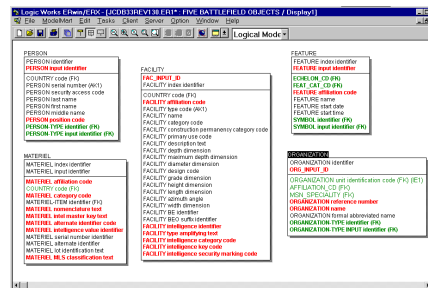 Logic Works ERwin/ERX - [JCDB33REV130.ER1* : FIVE BATTLEFIELD OBJECTS / Display1]
File ModelMart Edit Tasks Client Server Option Window Help
Logical Mode
PERSON
PERSON index identifier
PERSON input identifier
COUNTRY code (FK)
PERSON serial number (AK1)
PERSON security access code
PERSON last name
PERSON first name
PERSON middle name
PERSON position code
PERSON-TYPE identifier (FK)
PERSON-TYPE input identifier (FK)
MATERIEL
MATERIEL index identifier
MATERIEL input identifier
MATERIEL affiliation code
COUNTRY code (FK)
MATERIEL category code
MATERIEL-ITEM identifier (FK)
MATERIEL nomenclature text
MATERIEL intel master key text
MATERIEL alternate identifier code
MATERIEL intelligence value identifier
MATERIEL serial number identifier
MATERIEL alternate identifier
MATERIEL lot identification text
MATERIEL MLS classification text
FACILITY
FAC_INPUT_ID
FACILITY index identifier
COUNTRY code (FK)
FACILITY affiliation code
FACILITY type code (AK1)
FACILITY name
FACILITY category code
FACILITY construction permanency category code
FACILITY primary use code
FACILITY description text
FACILITY depth dimension
FACILITY maximum depth dimension
FACILITY diameter dimension
FACILITY design code
FACILITY grade dimension
FACILITY height dimension
FACILITY length dimension
FACILITY azimuth angle
FACILITY width dimension
FACILITY BE identifier
FACILITY BEO suffix identifier
FACILITY intelligence identifier
FACILITY type amplifying text
FACILITY intelligence category code
FACILITY intelligence key code
FACILITY intelligence security marking code
FEATURE
FEATURE index identifier
FEATURE input identifier
ECHELON_CD (FK)
FEAT_CAT_CD (FK)
FEATURE affiliation code
FEATURE last name
FEATURE start date
FEATURE start time
SYMBOL identifier (FK)
SYMBOL input identifier (FK)
ORGANIZATION
ORGANIZATION identifier
ORG_INPUT_ID
ORGANIZATION unit identification code (FK) (IE1)
AFFILIATION_CD (FK)
MSN_SPECIALITY (FK)
ORGANIZATION reference number
ORGANIZATION name
ORGANIZATION formal abbreviated name
ORGANIZATION-TYPE identifier (FK)
ORGANIZATION-TYPE INPUT identifier (FK)